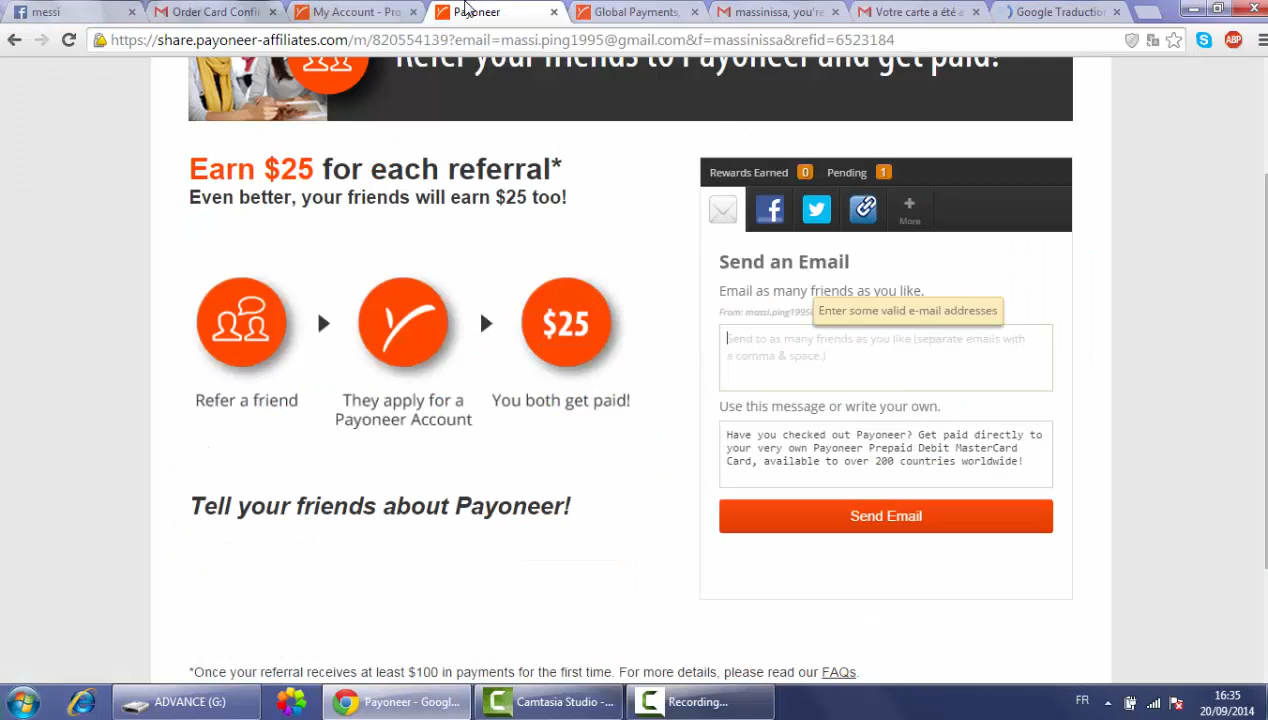 messi
Order Card Confir
My Account - Pro
Payoneer
Global Payments,
massinissa, you're
Votre carte a été a
Google Traduction
https://share.payoneer-affiliates.com/m/820554139?email=massi.ping1995@gmail.com&f=massinissa&refid=6523184
ABP
Refer your friends to Payoneer and get paid!
Earn $25 for each referral*
Even better, your friends will earn $25 too!
$25
Refer a friend
They apply for a
Payoneer Account
You both get paid!
Tell your friends about Payoneer!
Rewards Earned 0 Pending 1
More
Send an Email
Email as many friends as you like.
From: massi.ping1995
Enter some valid e-mail addresses
Send to as many friends as you like (separate emails with
a comma & space.)
Use this message or write your own.
Have you checked out Payoneer? Get paid directly to
your very own Payoneer Prepaid Debit MasterCard
Card, available to over 200 countries worldwide!
Send Email
*Once your referral receives at least $100 in payments for the first time. For more details, please read our FAQs.
ADVANCE (G:)
Payoneer - Googl...
Camtasia Studio -...
Recording...
FR
16:35
20/09/2014